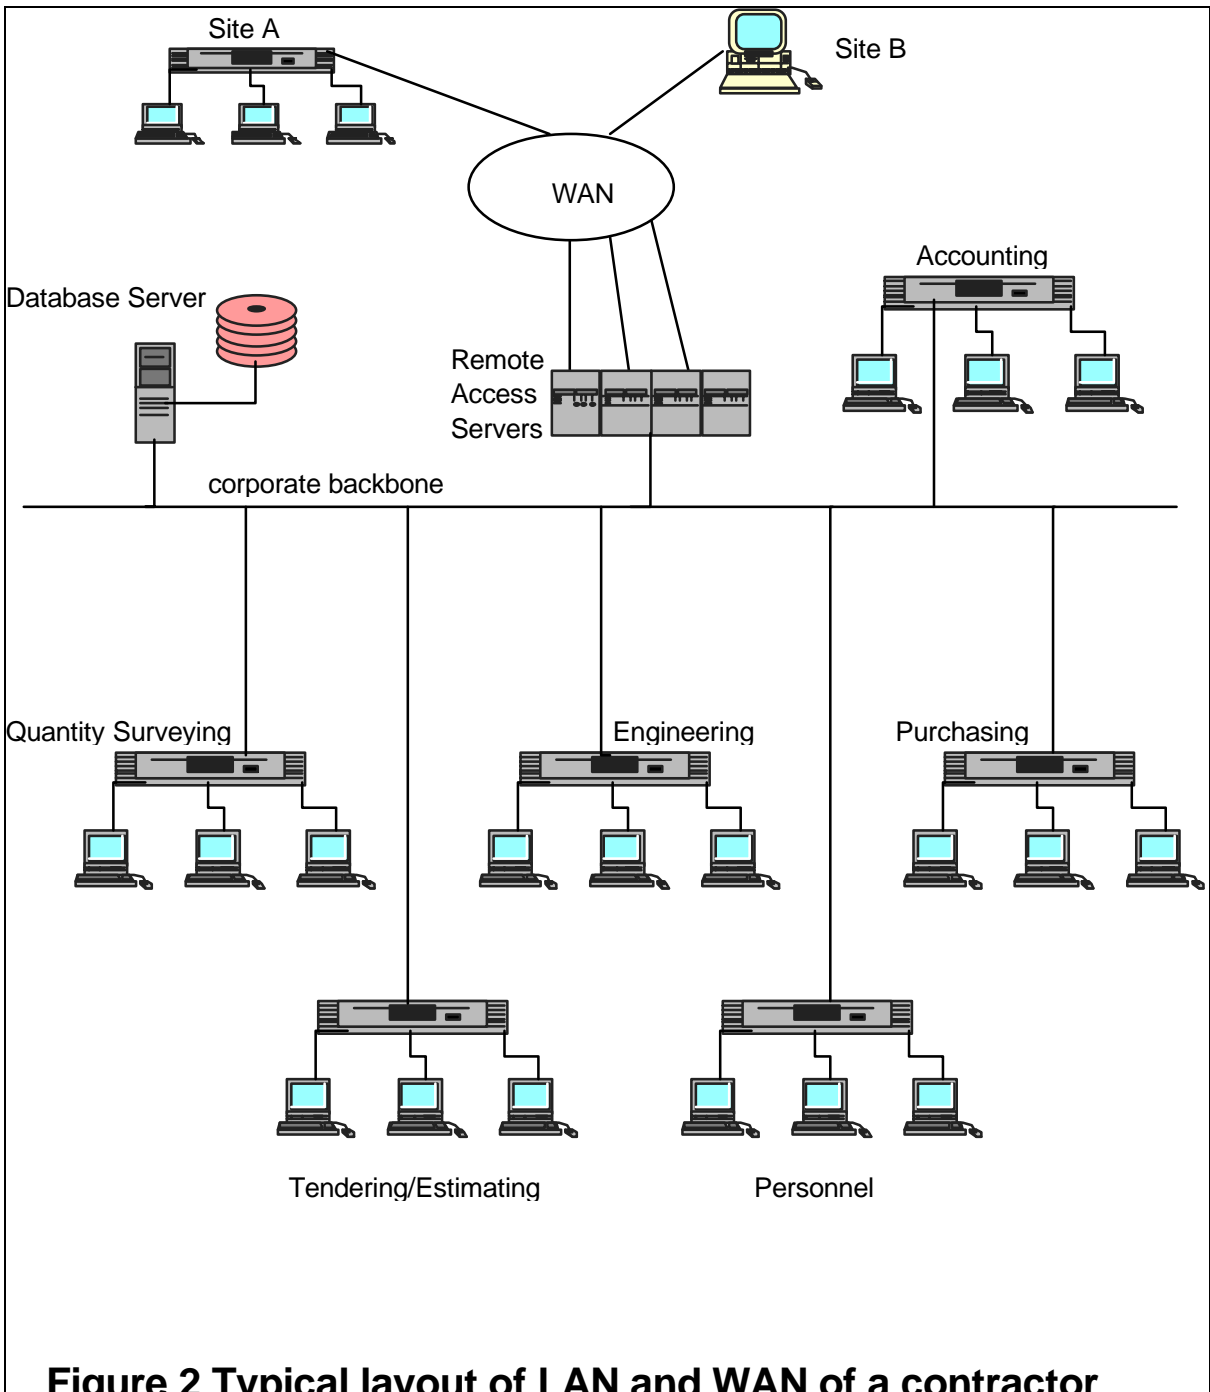 Site A
Site B
WAN
Accounting
Database Server
Remote
Access
Servers
corporate backbone
Quantity Surveying
Engineering
Purchasing
Tendering/Estimating
Personnel
Figure 2 Typical layout of LAN and WAN of a contractor